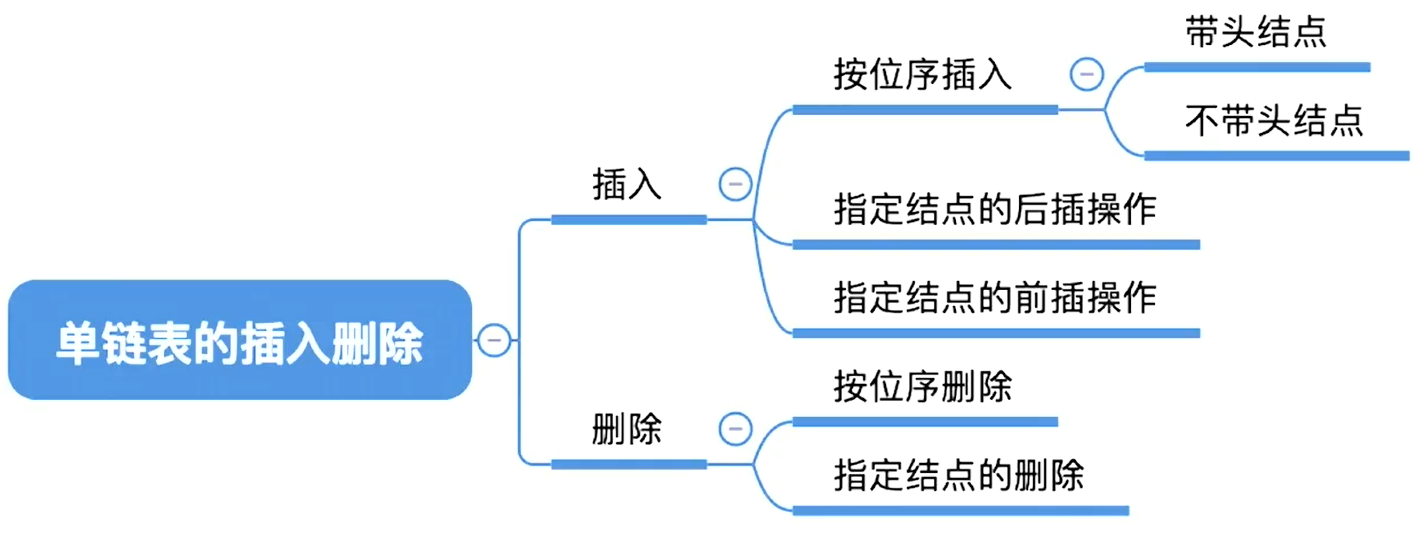 单链表的插入删除
插入
按位序插入
带头结点
不带头结点
指定结点的后插操作
指定结点的前插操作
删除
按位序删除
指定结点的删除